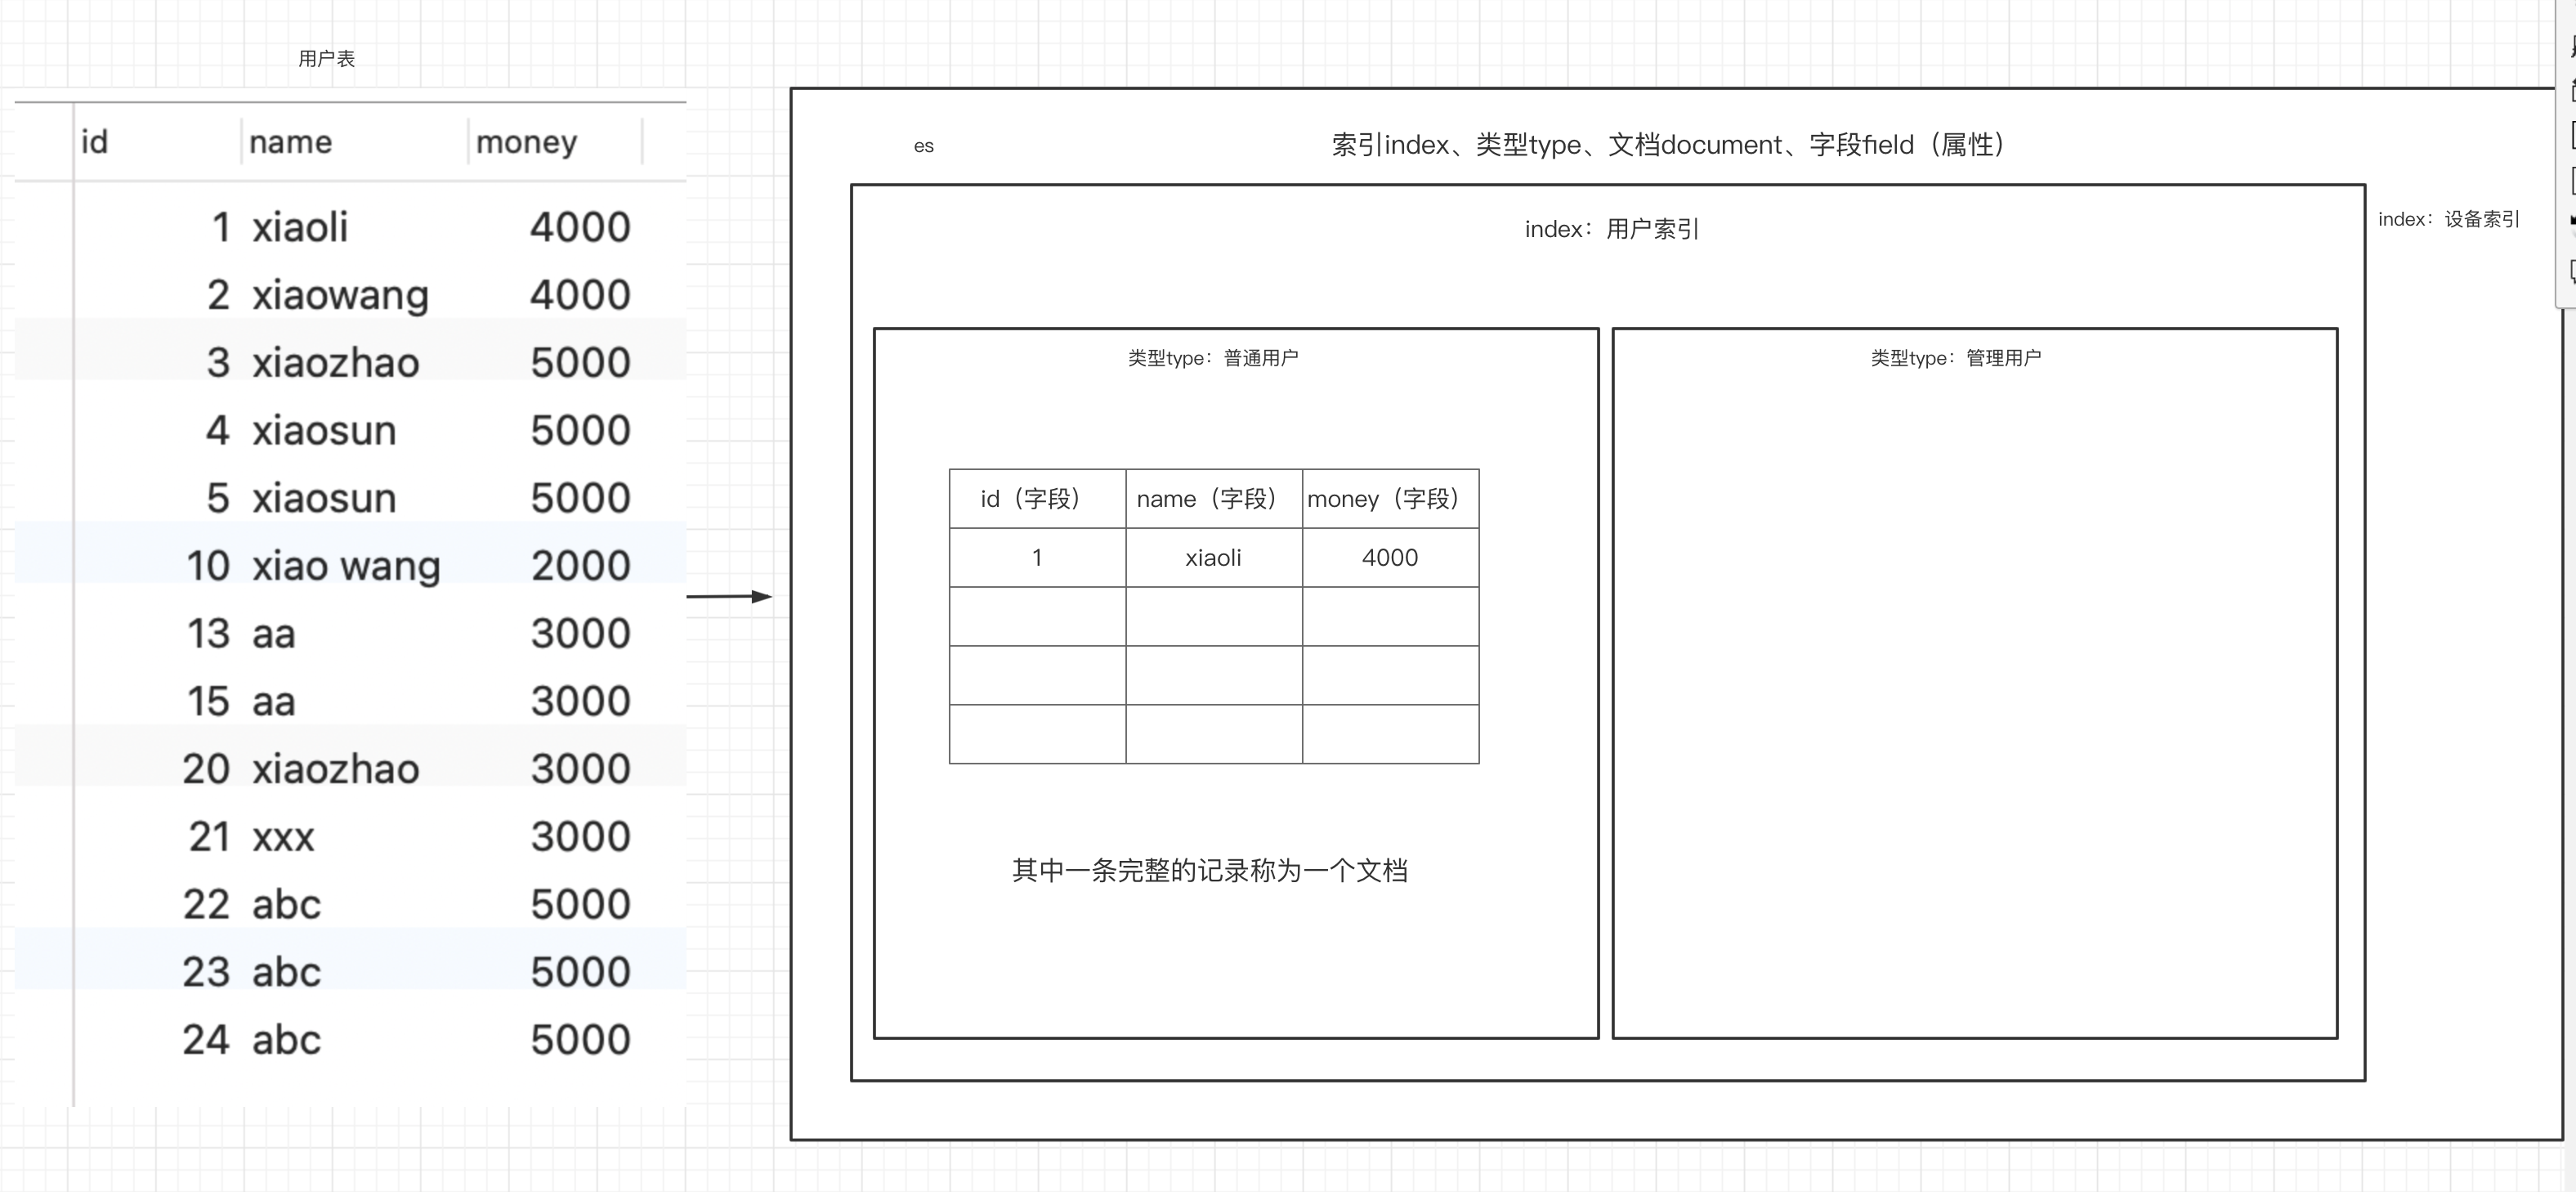 用户表
id name money
1 xiaoli 4000
2 xiaowang 4000
3 xiaozhao 5000
4 xiaosun 5000
5 xiaosun 5000
10 xiao wang 2000
13 aa 3000
15 aa 3000
20 xiaozhao 3000
21 xxx 3000
22 abc 5000
23 abc 5000
24 abc 5000
es
索引index、类型type、文档document、字段field（属性）
index：用户索引
index：设备索引
类型type：普通用户
id（字段） name（字段） money（字段）
1 xiaoli 4000
其中一条完整的记录称为一个文档
类型type：管理用户